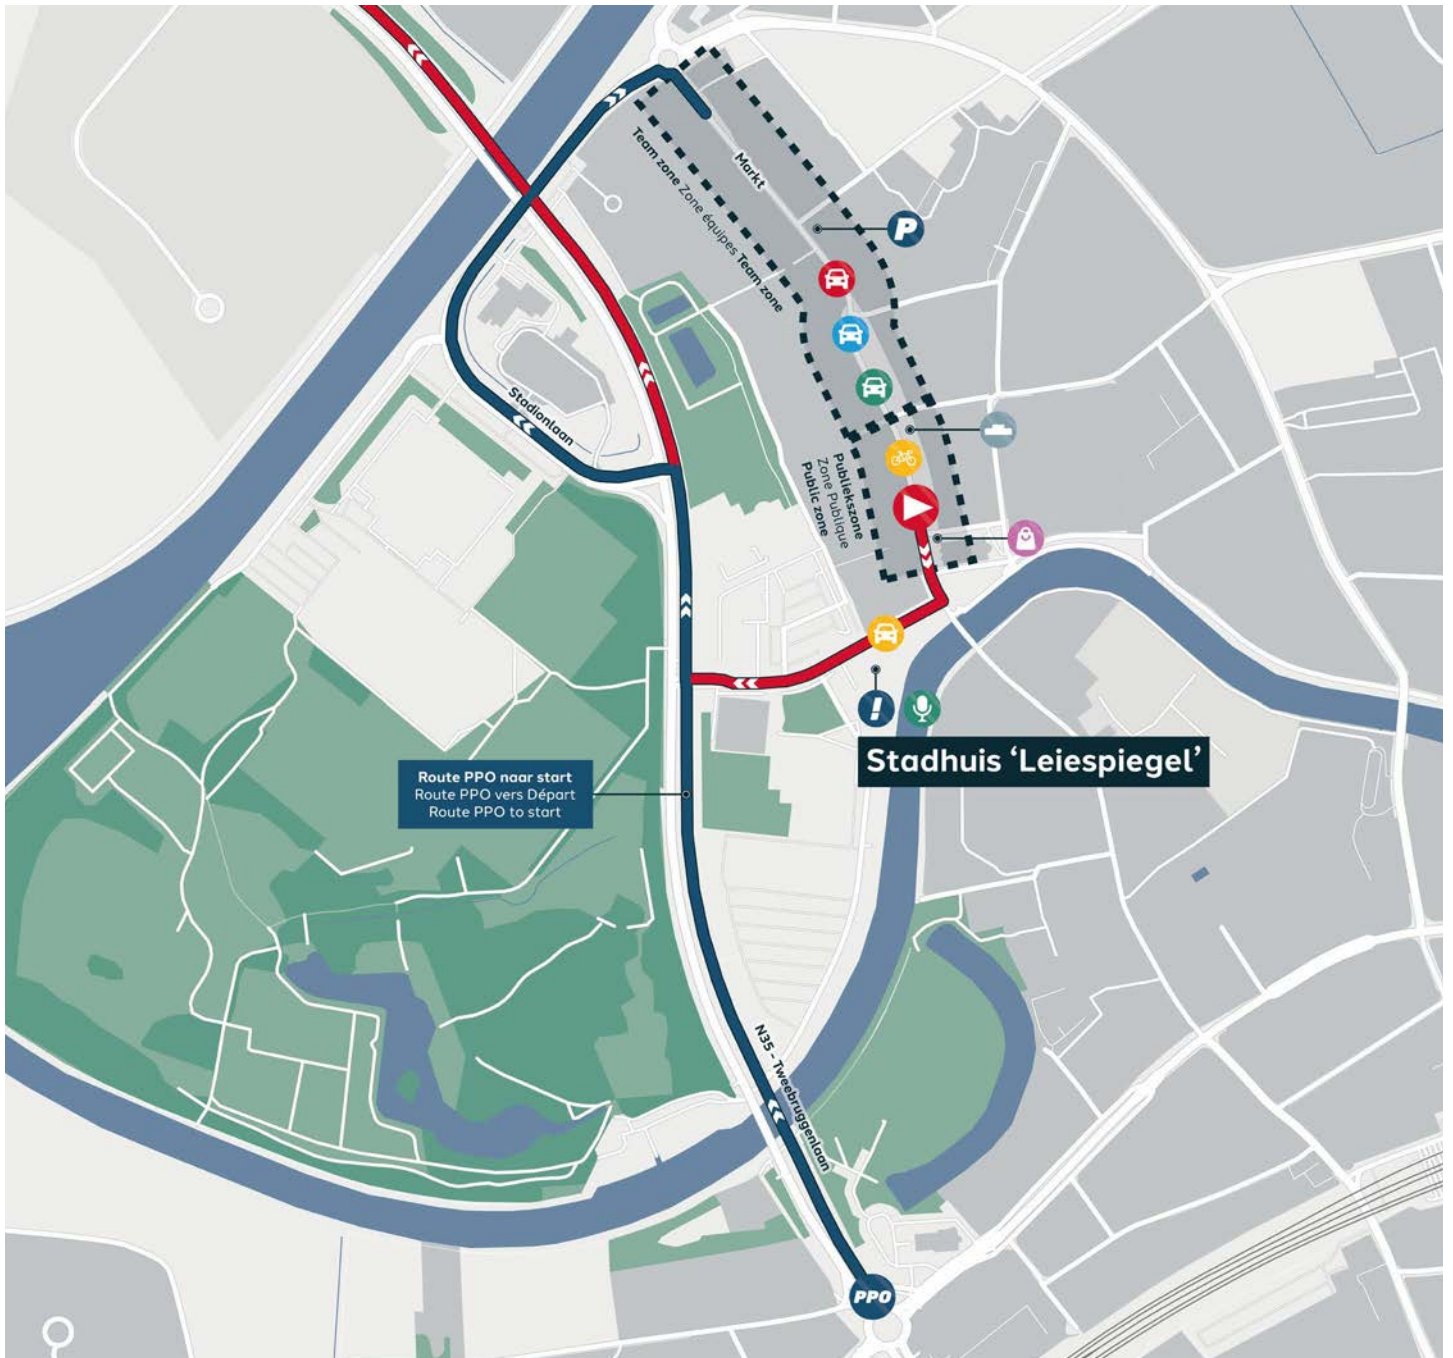 Markt
P
Team zone Zone équipes Team zone
Stadionlaan
Publiekszone
Zone Publique
Public zone
!
Stadhuis ‘Leiespiegel’
Route PPO naar start
Route PPO vers Départ
Route PPO to start
N35 - Tweebruggenlaan
PPO